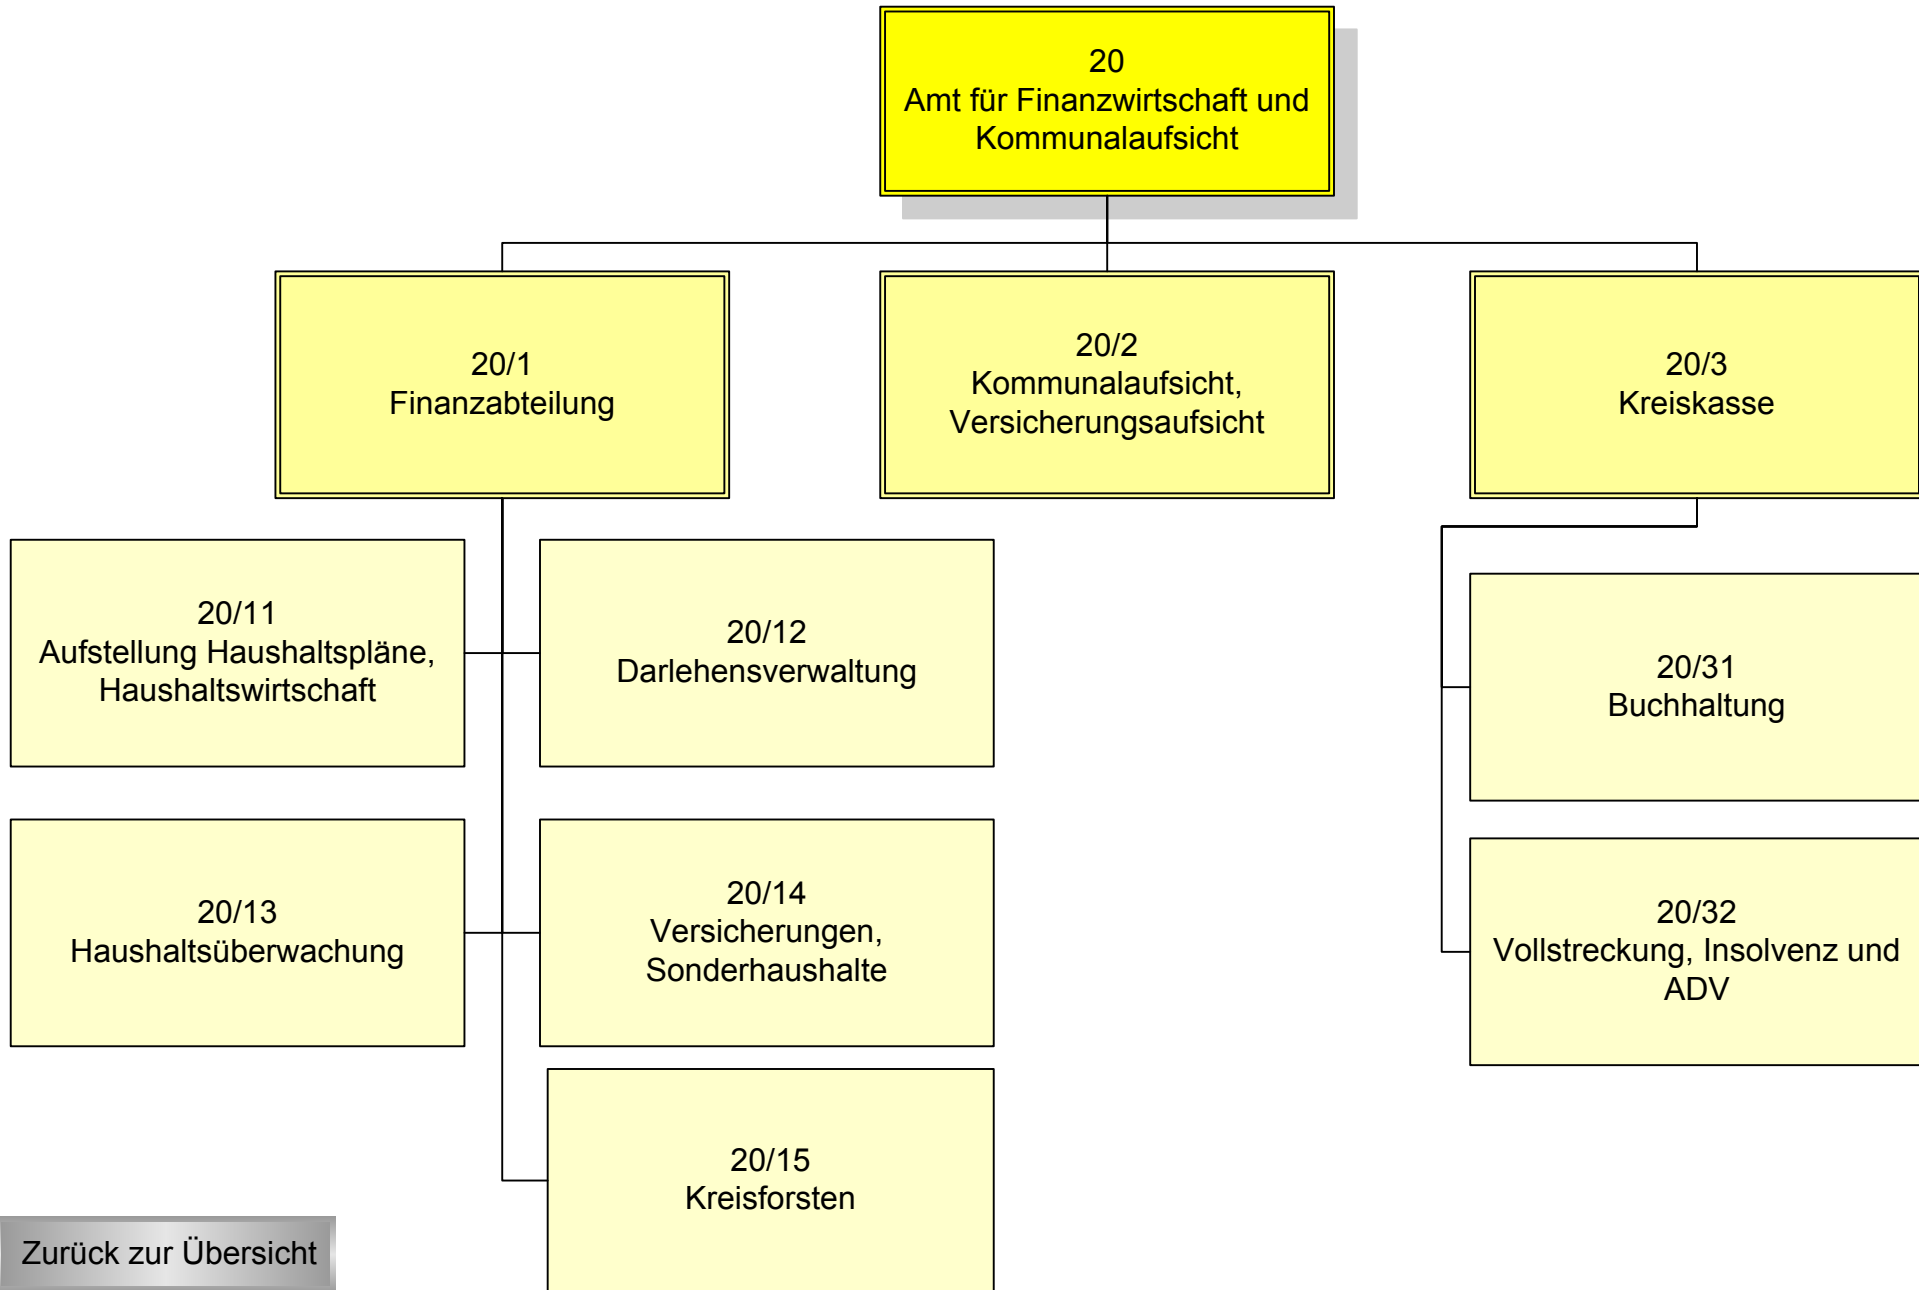 20
Amt für Finanzwirtschaft und
Kommunalaufsicht
20/1
Finanzabteilung
20/2
Kommunalaufsicht,
Versicherungsaufsicht
20/3
Kreiskasse
20/11
Aufstellung Haushaltspläne,
Haushaltswirtschaft
20/12
Darlehensverwaltung
20/31
Buchhaltung
20/13
Haushaltsüberwachung
20/14
Versicherungen,
Sonderhaushalte
20/32
Vollstreckung, Insolvenz und
ADV
20/15
Kreisforsten
Zurück zur Übersicht